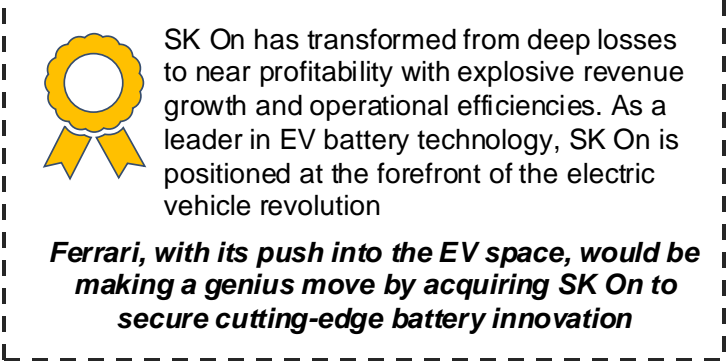 SK On has transformed from deep losses
to near profitability with explosive revenue
growth and operational efficiencies. As a
leader in EV battery technology, SK On is
positioned at the forefront of the electric
vehicle revolution
Ferrari, with its push into the EV space, would be
making a genius move by acquiring SK On to
secure cutting-edge battery innovation